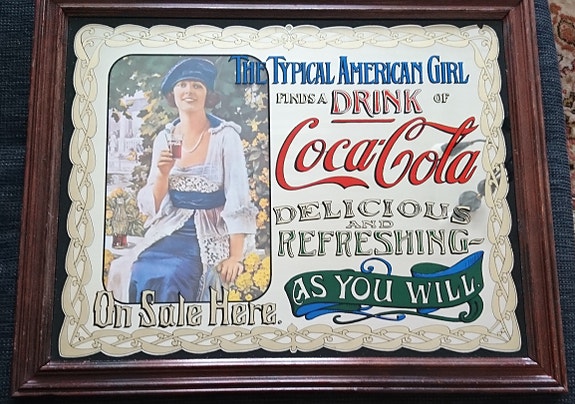 THE TYPICAL AMERICAN GIRL
FINDS A DRINK OF
Coca-Cola
DELICIOUS
AND
REFRESHING-
AS YOU WILL.
On Sale Here.